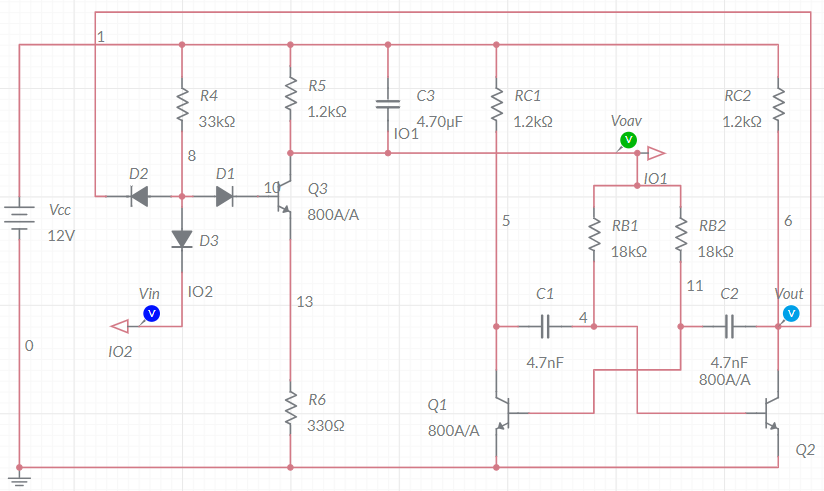 1
R4
33kΩ
R5
1.2kΩ
C3
4.70μF
IO1
RC1
1.2kΩ
Voav
V
IO1
RC2
1.2kΩ
8
D2
D1
10
Q3
800A/A
Vcc
12V
D3
5
RB1
18kΩ
RB2
18kΩ
6
Vin
V
IO2
IO2
13
C1
4
4.7nF
11
C2
4.7nF
Vout
V
0
R6
330Ω
Q1
800A/A
800A/A
Q2